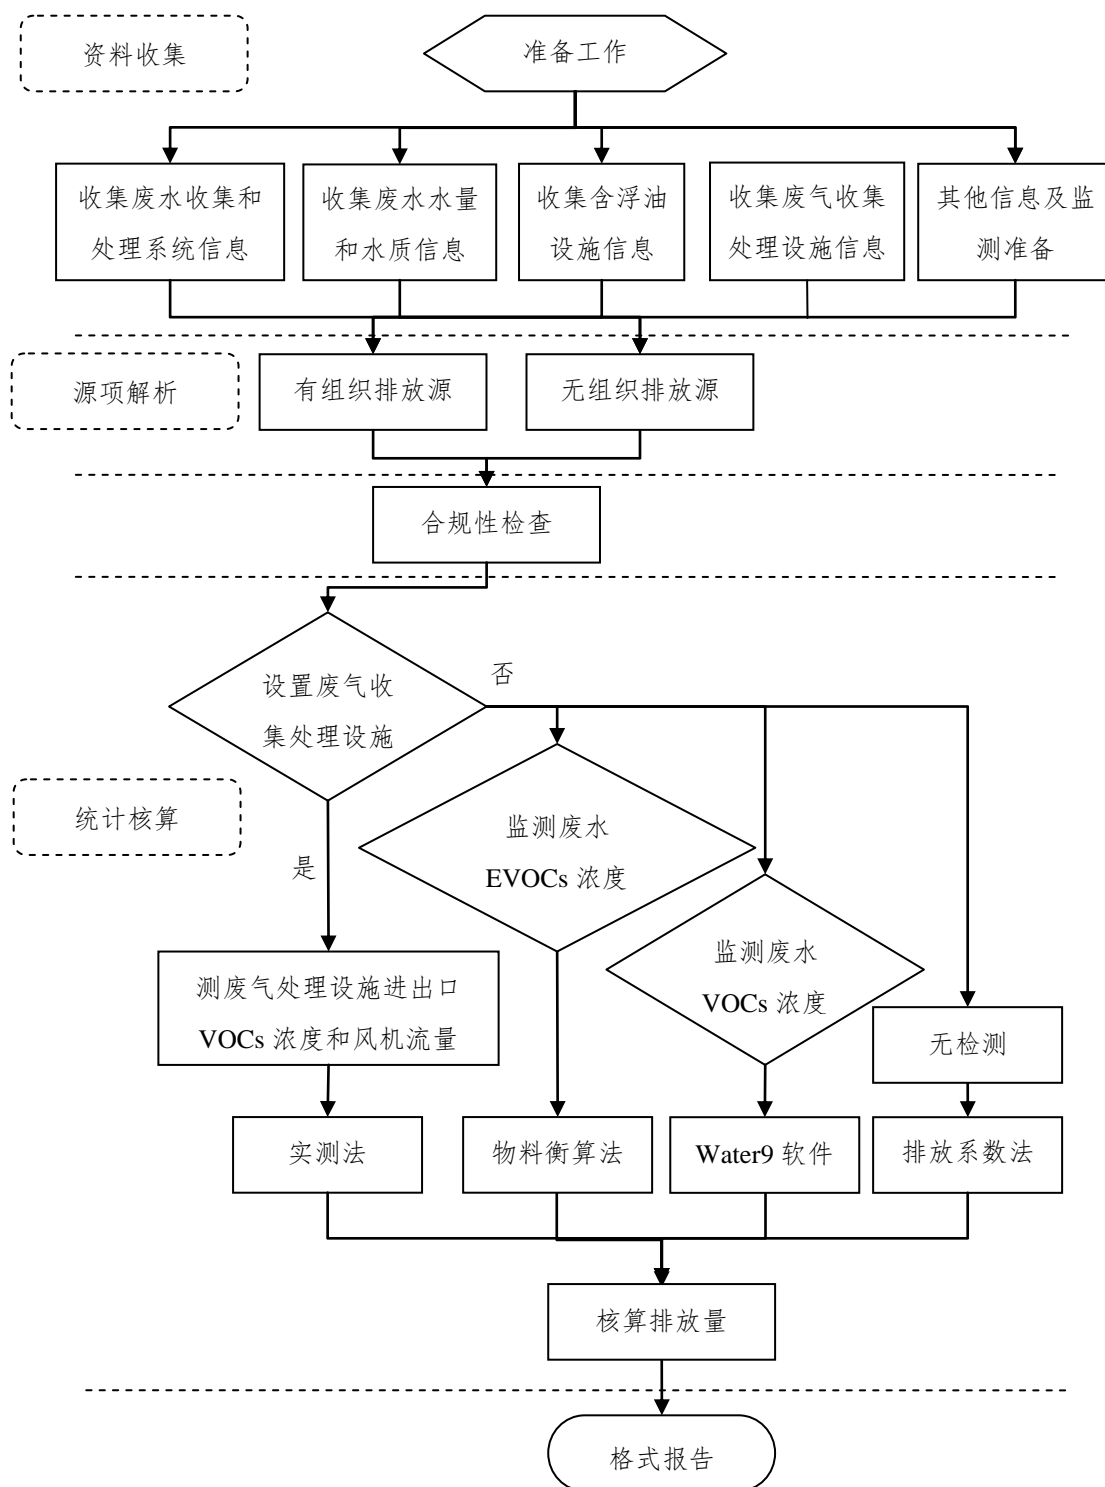 资料收集
准备工作
收集废水收集和
处理系统信息
收集废水水量
和水质信息
收集含浮油
设施信息
收集废气收集
处理设施信息
其他信息及监
测准备
源项解析
有组织排放源
无组织排放源
合规性检查
设置废气收
集处理设施
否
统计核算
是
监测废水
EVOCs 浓度
监测废水
VOCs 浓度
测废气处理设施进出口
VOCs 浓度和风机流量
无检测
实测法
物料衡算法
Water9 软件
排放系数法
核算排放量
格式报告